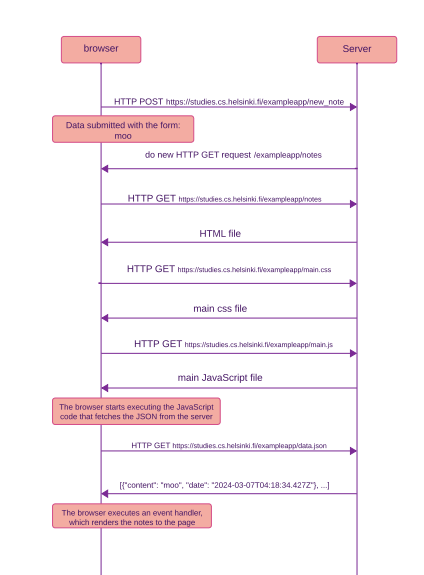 browser
Server
HTTP POST https://studies.cs.helsinki.fi/exampleapp/new_note
Data submitted with the form:
moo
do new HTTP GET request /exampleapp/notes
HTTP GET https://studies.cs.helsinki.fi/exampleapp/notes
HTML file
HTTP GET https://studies.cs.helsinki.fi/exampleapp/main.css
main css file
HTTP GET https://studies.cs.helsinki.fi/exampleapp/main.js
main JavaScript file
The browser starts executing the JavaScript
code that fetches the JSON from the server
HTTP GET https://studies.cs.helsinki.fi/exampleapp/data.json
[{"content": "moo", "date": "2024-03-07T04:18:34.427Z"}, ...]
The browser executes an event handler,
which renders the notes to the page